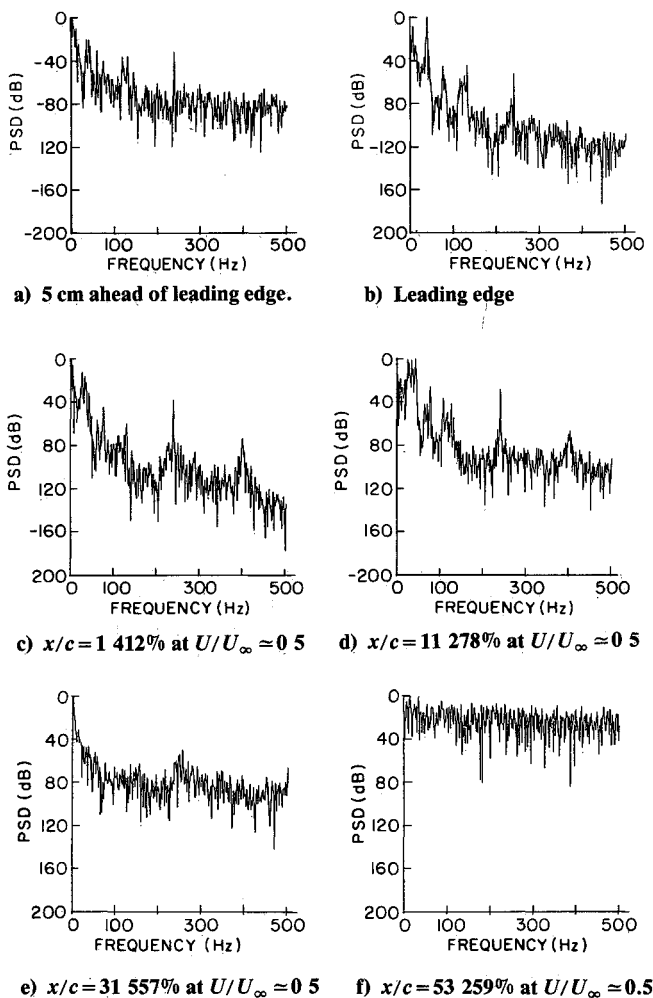 0
-40
-80
-120
-160
-200
PSD (dB)
0 100 300 500
FREQUENCY (Hz)
a) 5 cm ahead of leading edge.
0
40
80
-120
-160
-200
PSD (dB)
0 100 300 500
FREQUENCY (Hz)
b) Leading edge
0
40
80
120
-160
200
PSD (dB)
0 100 300 500
FREQUENCY (Hz)
c) x/c=1 412% at U/U∞ ≃0 5
0
40
80
120
-160
200
PSD (dB)
0 100 300 500
FREQUENCY (Hz)
d) x/c=11 278% at U/U∞ ≃0 5
0
40
80
120
160
200
PSD (dB)
0 100 300 500
FREQUENCY (Hz)
e) x/c=31 557% at U/U∞ ≃0 5
0
40
80
120
160
200
PSD (dB)
0 100 300 500
FREQUENCY (Hz)
f) x/c=53 259% at U/U∞ ≃0.5